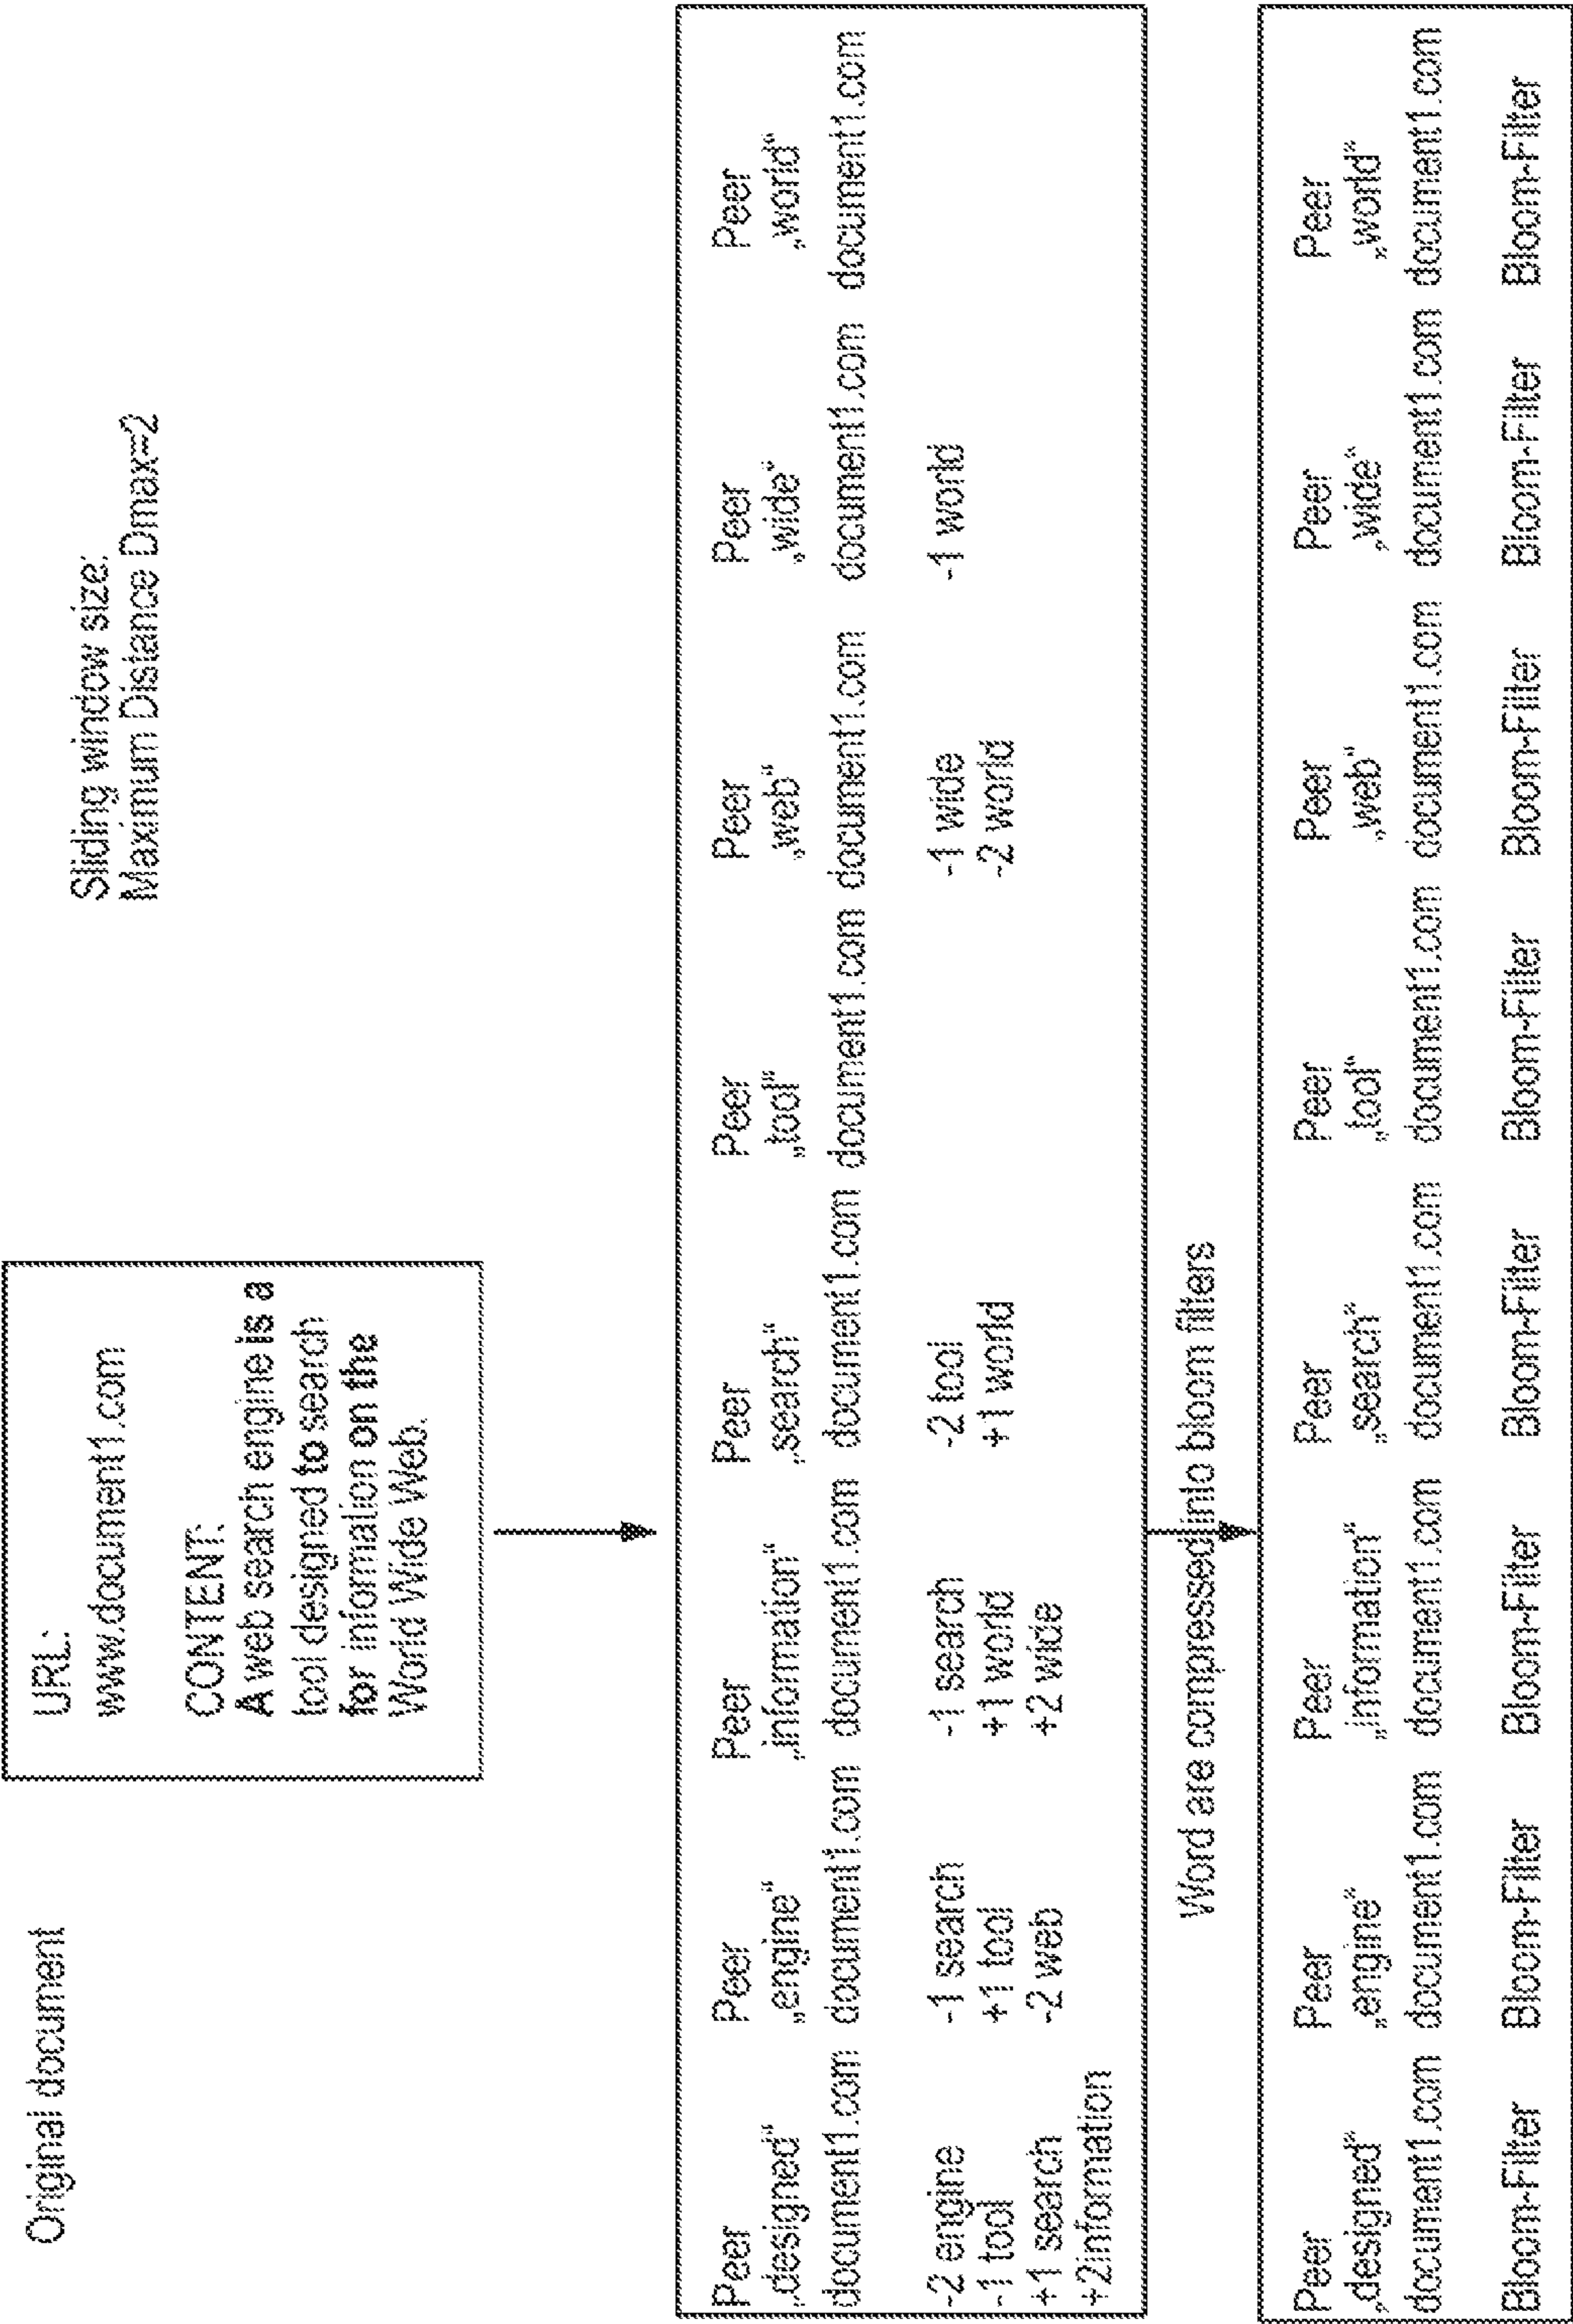 Original document
URL:
www.document1.com
CONTENT:
A web search engine is a
tool designed to search
for information on the
World Wide Web.
Sliding window size:
Maximum Distance Dmax=2
Peer
„designed“
document1.com
-2 engine
-1 tool
+1 search
+2information
Peer
„engine“
document1.com
-1 search
+1 tool
-2 web
Peer
„information“
document1.com
-1 search
+1 world
+2 wide
Peer
„search“
document1.com
-2 tool
+1 world
Peer
„tool“
document1.com
Peer
„web“
document1.com
-1 wide
-2 world
Peer
„wide“
document1.com
-1 world
Peer
„world“
document1.com
Word are compressed into bloom filters
Peer
„designed“
document1.com
Bloom-Filter
Peer
„engine“
document1.com
Bloom-Filter
Peer
„information“
document1.com
Bloom-Filter
Peer
„search“
document1.com
Bloom-Filter
Peer
„tool“
document1.com
Bloom-Filter
Peer
„web“
document1.com
Bloom-Filter
Peer
„wide“
document1.com
Bloom-Filter
Peer
„world“
document1.com
Bloom-Filter